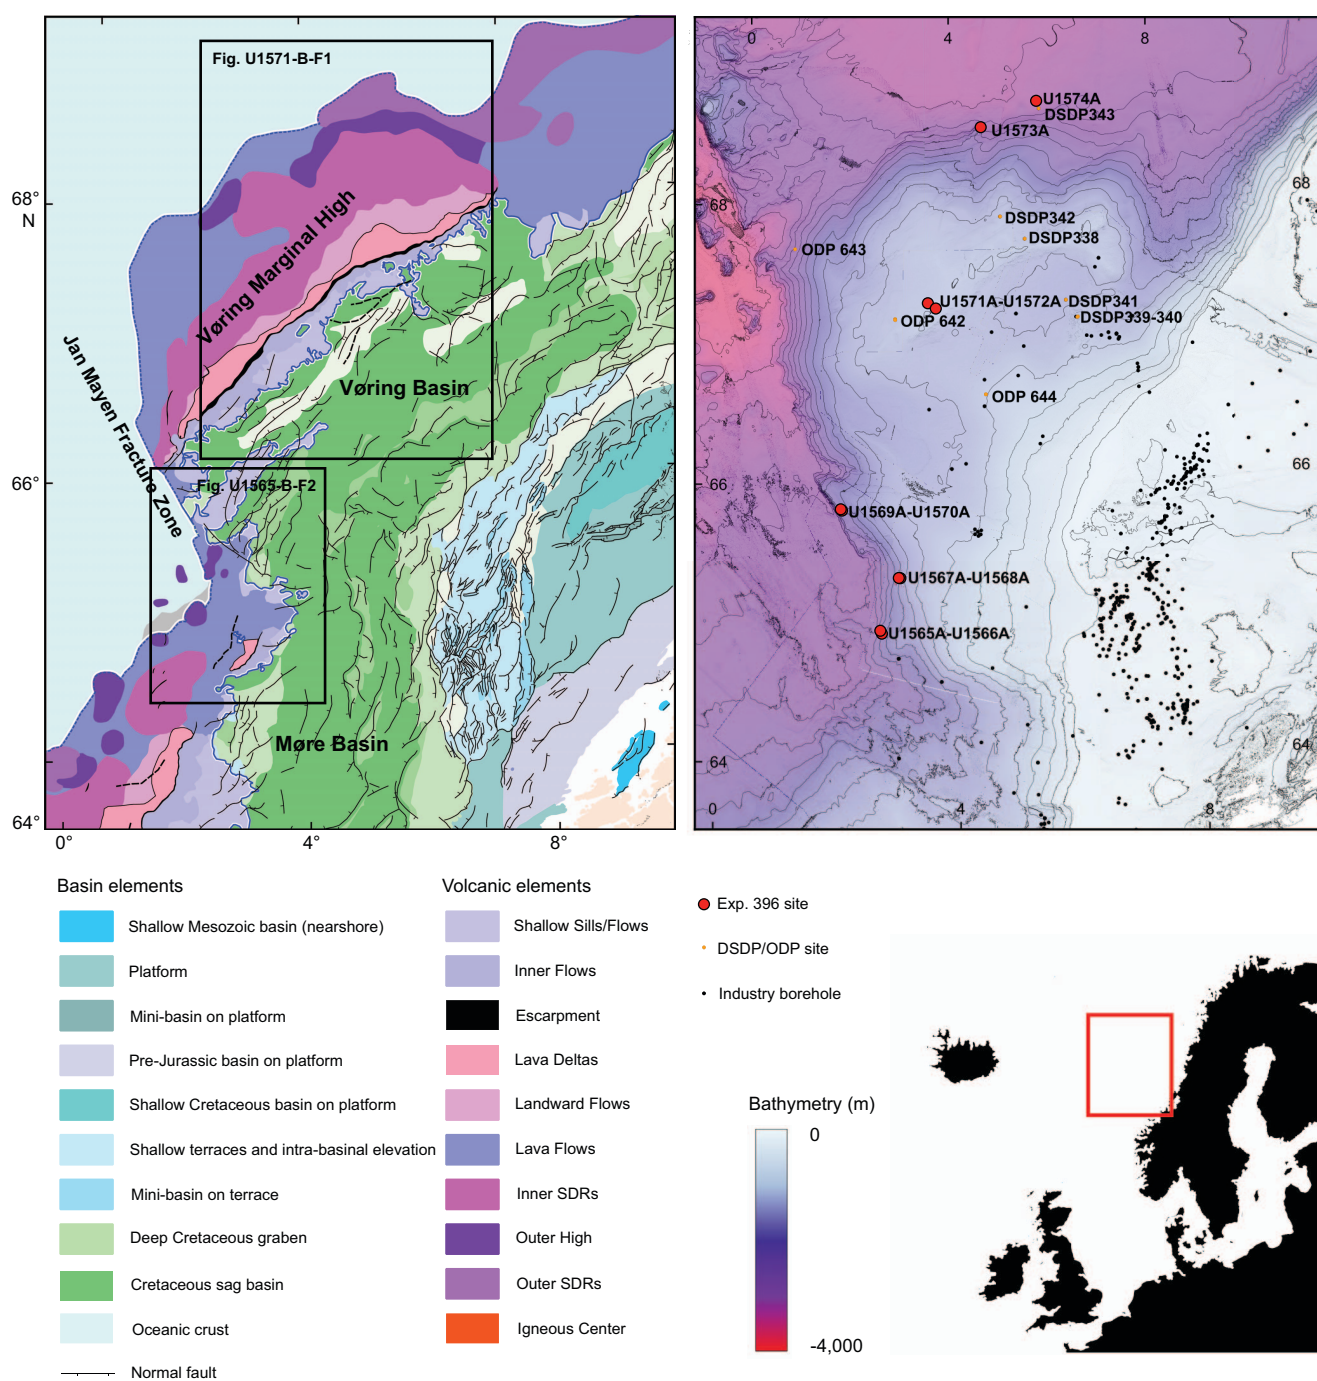 Fig. U1571-B-F1
Vøring Marginal High
Vøring Basin
Jan Mayen Fracture Zone
Fig. U1565-B-F2
Møre Basin
68°
N
66°
64°
0°
4°
8°
0
4
8
U1574A
DSDP343
U1573A
68
68
DSDP342
DSDP338
ODP 643
U1571A-U1572A
DSDP341
ODP 642
DSDP339-340
ODP 644
66
66
U1569A-U1570A
U1567A-U1568A
U1565A-U1566A
64
64
0
4
8
Basin elements
Shallow Mesozoic basin (nearshore)
Platform
Mini-basin on platform
Pre-Jurassic basin on platform
Shallow Cretaceous basin on platform
Shallow terraces and intra-basinal elevation
Mini-basin on terrace
Deep Cretaceous graben
Cretaceous sag basin
Oceanic crust
Normal fault
Volcanic elements
Shallow Sills/Flows
Inner Flows
Escarpment
Lava Deltas
Landward Flows
Lava Flows
Inner SDRs
Outer High
Outer SDRs
Igneous Center
Exp. 396 site
DSDP/ODP site
Industry borehole
Bathymetry (m)
0
-4,000